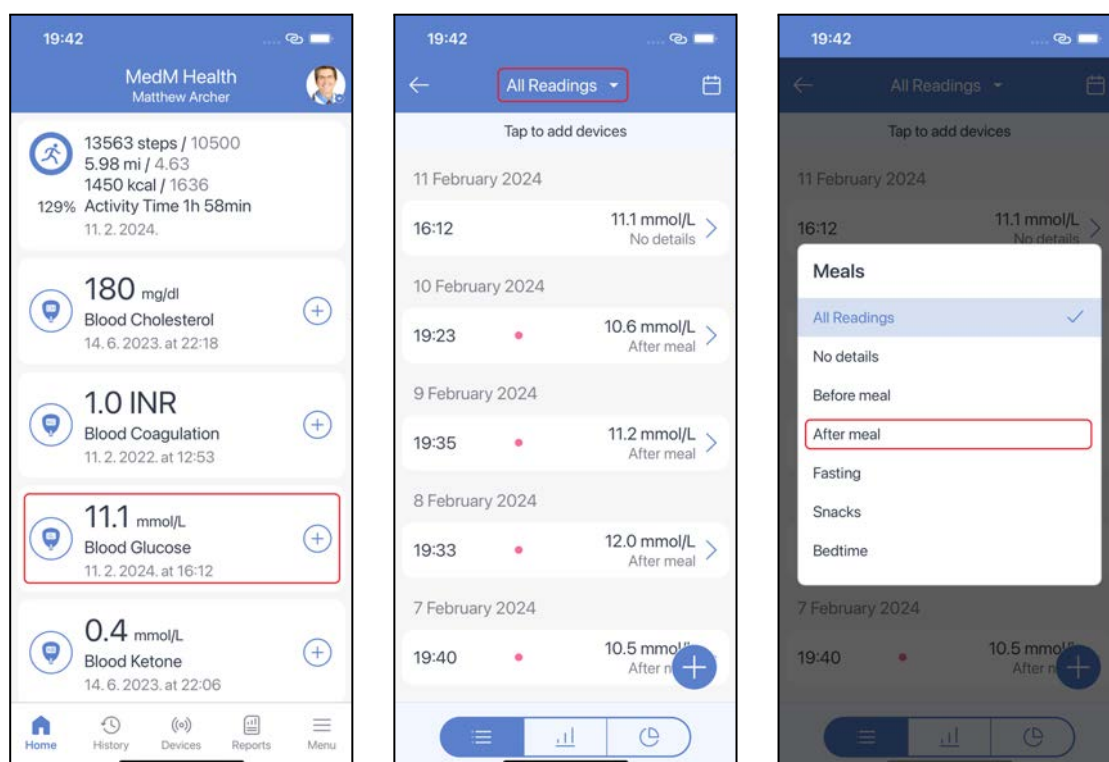 19:42
MedM Health
Matthew Archer
13563 steps / 10500
5.98 mi / 4.63
1450 kcal / 1636
129% Activity Time 1h 58min
11. 2. 2024.
180 mg/dl
Blood Cholesterol
14. 6. 2023. at 22:18
1.0 INR
Blood Coagulation
11. 2. 2022. at 12:53
11.1 mmol/L
Blood Glucose
11. 2. 2024. at 16:12
0.4 mmol/L
Blood Ketone
14. 6. 2023. at 22:06
Home History Devices Reports Menu
19:42
All Readings
Tap to add devices
11 February 2024
16:12 11.1 mmol/L
No details
10 February 2024
19:23 10.6 mmol/L
After meal
9 February 2024
19:35 11.2 mmol/L
After meal
8 February 2024
19:33 12.0 mmol/L
After meal
7 February 2024
19:40 10.5
After
19:42
All Readings
Tap to add devices
11 February 2024
16:12 11.1 mmol/L
No details
Meals
All Readings
No details
Before meal
After meal
Fasting
Snacks
Bedtime
7 February 2024
19:40 10.5
After